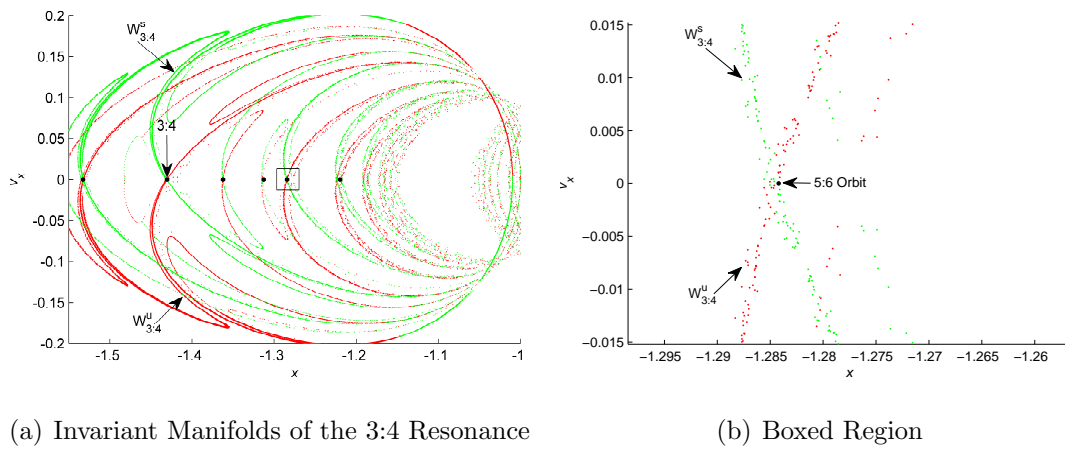 W^s_{3:4}
3:4
W^u_{3:4}
0.2
0.15
0.1
0.05
0
-0.05
-0.1
-0.15
-0.2
v_x
-1.5
-1.4
-1.3
-1.2
-1.1
-1
x
(a) Invariant Manifolds of the 3:4 Resonance
W^s_{3:4}
5:6 Orbit
W^u_{3:4}
0.015
0.01
0.005
0
−0.005
−0.01
−0.015
v_x
−1.295
−1.29
−1.285
−1.28
−1.275
−1.27
−1.265
−1.26
x
(b) Boxed Region